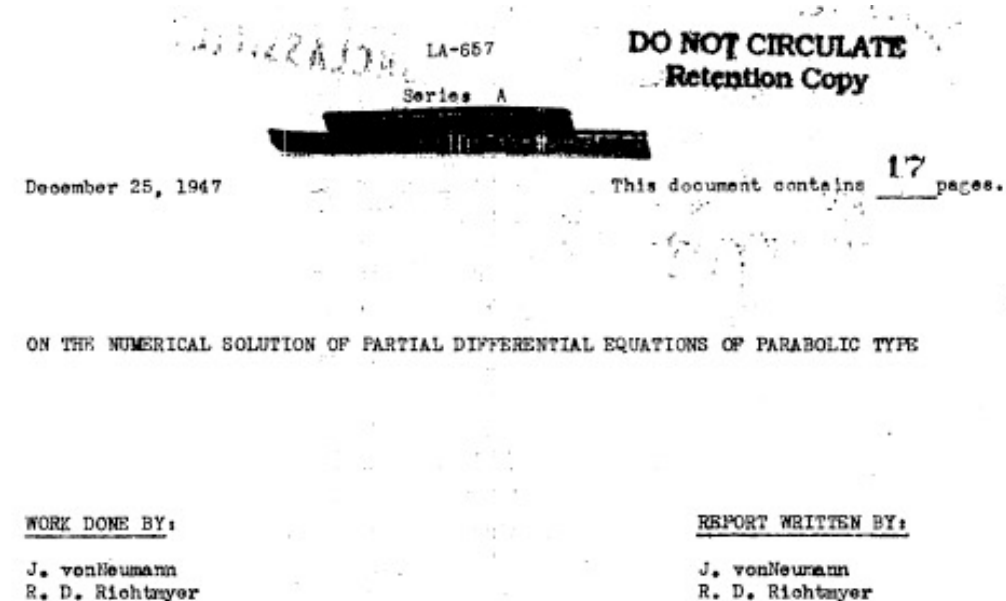 LA-657
DO NOT CIRCULATE
Retention Copy
Series A
December 25, 1947
This document contains 17 pages.
ON THE NUMERICAL SOLUTION OF PARTIAL DIFFERENTIAL EQUATIONS OF PARABOLIC TYPE
WORK DONE BY:
REPORT WRITTEN BY:
J. vonNeumann
J. vonNeumann
R. D. Richtmyer
R. D. Richtmyer